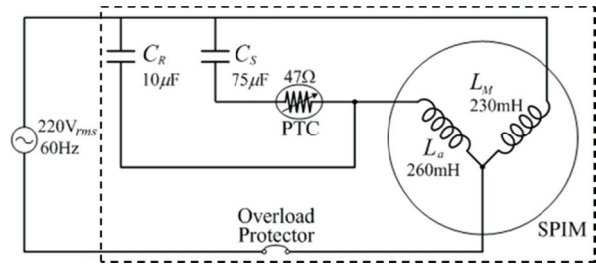 C_R
10μF
C_S
75μF
47Ω
PTC
220V_rms
60Hz
L_M
230mH
L_a
260mH
Overload
Protector
SPIM